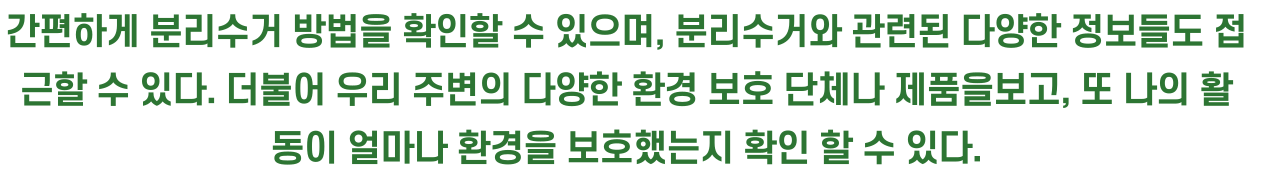 간편하게 분리수거 방법을 확인할 수 있으며, 분리수거와 관련된 다양한 정보들도 접
근할 수 있다. 더불어 우리 주변의 다양한 환경 보호 단체나 제품을보고, 또 나의 활
동이 얼마나 환경을 보호했는지 확인 할 수 있다.